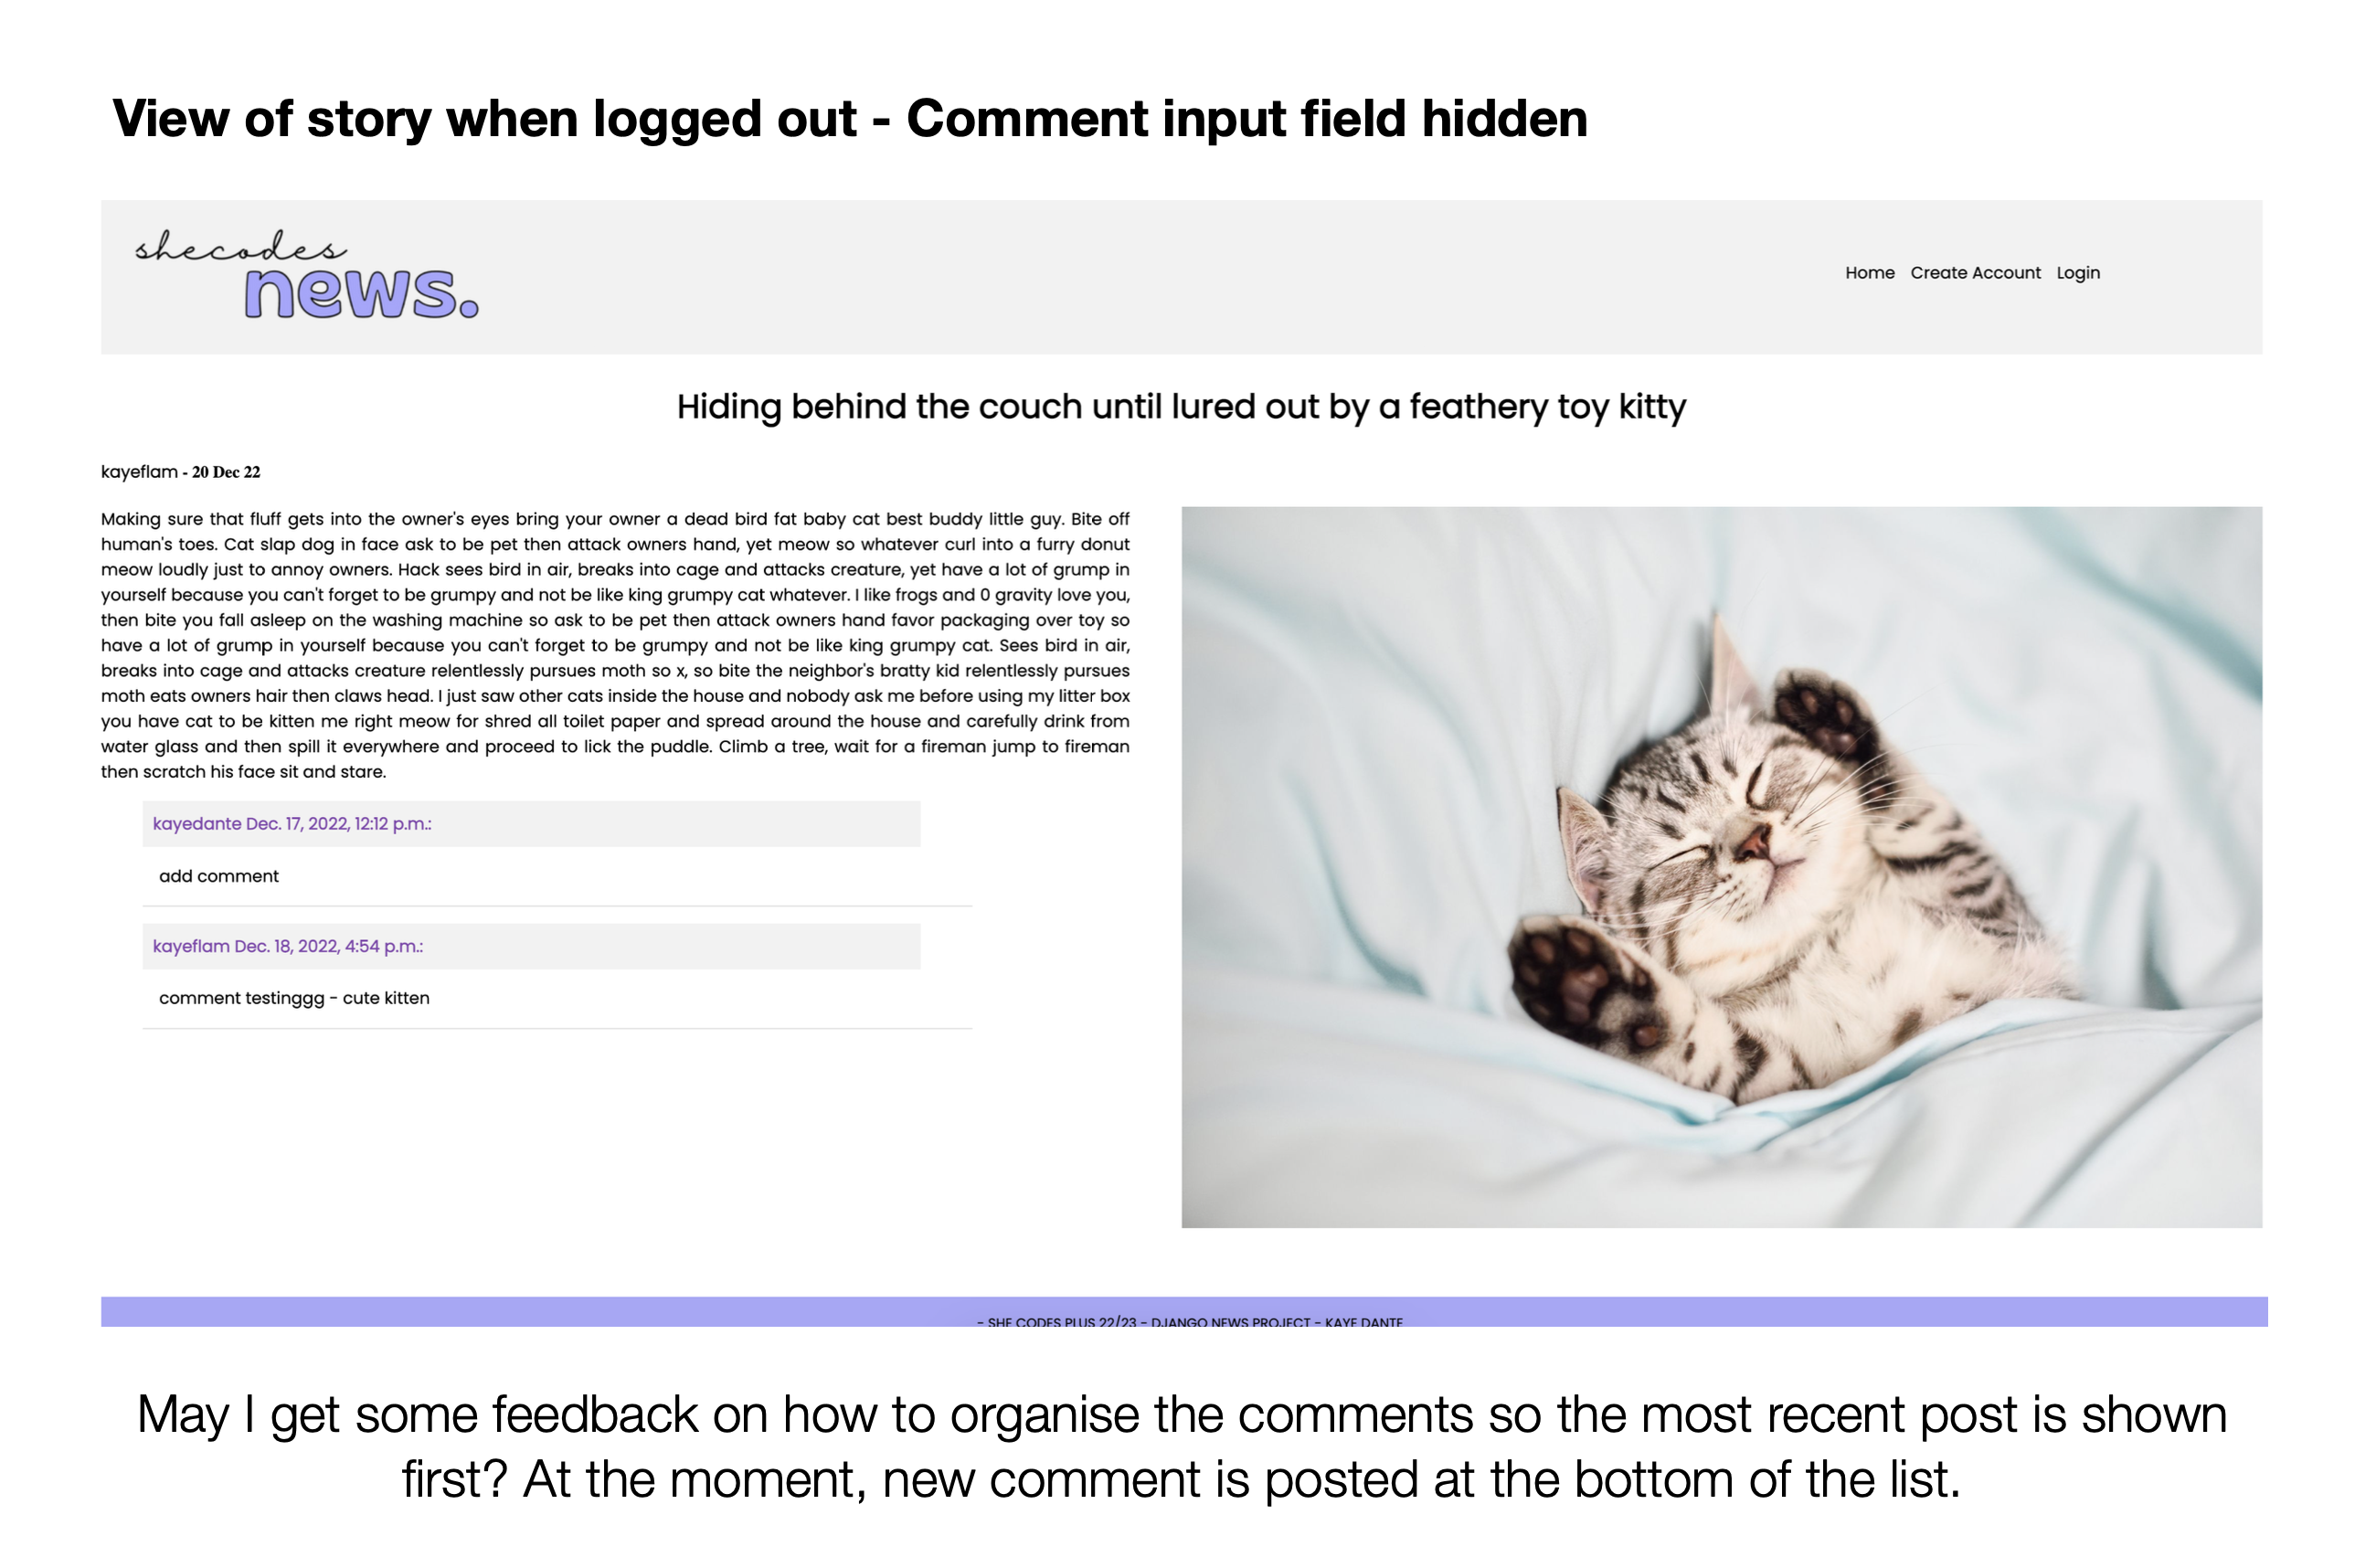 View of story when logged out - Comment input field hidden
shecodes
news.
Home Create Account Login
Hiding behind the couch until lured out by a feathery toy kitty
kayeflam - 20 Dec 22
Making sure that fluff gets into the owner's eyes bring your owner a dead bird fat baby cat best buddy little guy. Bite off
human's toes. Cat slap dog in face ask to be pet then attack owners hand, yet meow so whatever curl into a furry donut
meow loudly just to annoy owners. Hack sees bird in air, breaks into cage and attacks creature, yet have a lot of grump in
yourself because you can't forget to be grumpy and not be like king grumpy cat whatever. I like frogs and 0 gravity love you,
then bite you fall asleep on the washing machine so ask to be pet then attack owners hand favor packaging over toy so
have a lot of grump in yourself because you can't forget to be grumpy and not be like king grumpy cat. Sees bird in air,
breaks into cage and attacks creature relentlessly pursues moth so x, so bite the neighbor's bratty kid relentlessly pursues
moth eats owners hair then claws head. I just saw other cats inside the house and nobody ask me before using my litter box
you have cat to be kitten me right meow for shred all toilet paper and spread around the house and carefully drink from
water glass and then spill it everywhere and proceed to lick the puddle. Climb a tree, wait for a fireman jump to fireman
then scratch his face sit and stare.
kayedante Dec. 17, 2022, 12:12 p.m.:
add comment
kayeflam Dec. 18, 2022, 4:54 p.m.:
comment testinggg - cute kitten
- SHE CODES PLUS 22/23 - DJANGO NEWS PROJECT - KAYE DANTE
May I get some feedback on how to organise the comments so the most recent post is shown
first? At the moment, new comment is posted at the bottom of the list.